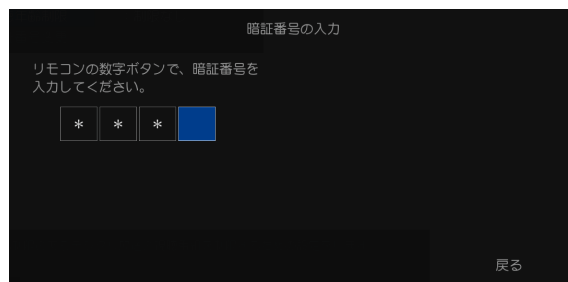 暗証番号の入力
リモコンの数字ボタンで、暗証番号を
入力してください。
* * *
戻る